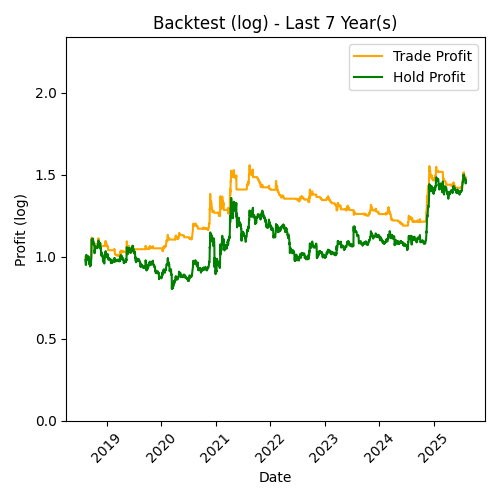 Backtest (log) - Last 7 Year(s)
Trade Profit
Hold Profit
Profit (log)
2.0
1.5
1.0
0.5
0.0
2019
2020
2021
2022
2023
2024
2025
Date